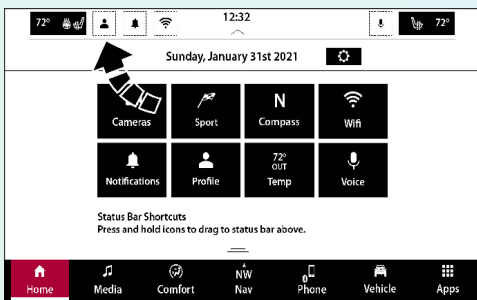 72° 12:32 72°
Sunday, January 31st 2021
Cameras Sport N Compass Wifi
Notifications Profile 72° OUT Temp Voice
Status Bar Shortcuts
Press and hold icons to drag to status bar above.
Home Media Comfort NW Nav 0 Phone Vehicle Apps